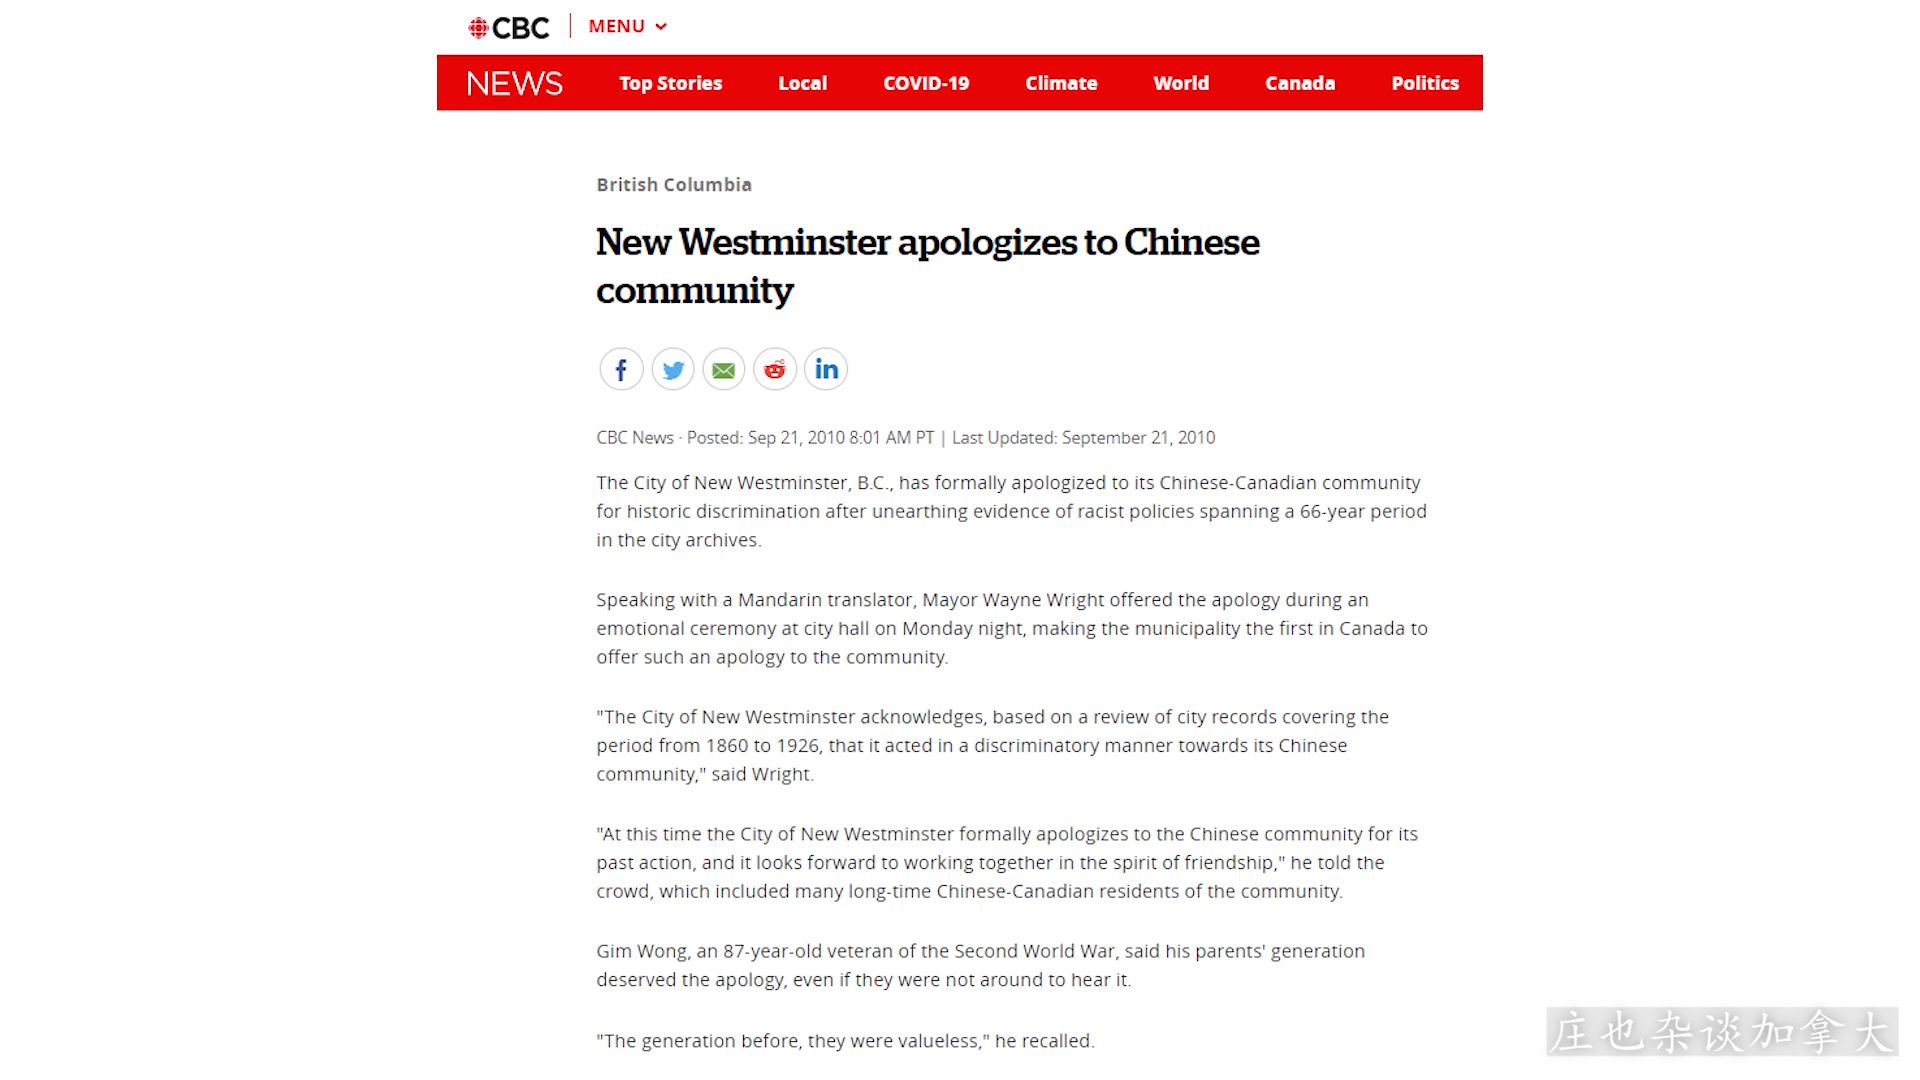 CBC MENU
NEWS Top Stories Local COVID-19 Climate World Canada Politics
British Columbia
New Westminster apologizes to Chinese
community
CBC News · Posted: Sep 21, 2010 8:01 AM PT | Last Updated: September 21, 2010
The City of New Westminster, B.C., has formally apologized to its Chinese-Canadian community
for historic discrimination after unearthing evidence of racist policies spanning a 66-year period
in the city archives.
Speaking with a Mandarin translator, Mayor Wayne Wright offered the apology during an
emotional ceremony at city hall on Monday night, making the municipality the first in Canada to
offer such an apology to the community.
"The City of New Westminster acknowledges, based on a review of city records covering the
period from 1860 to 1926, that it acted in a discriminatory manner towards its Chinese
community," said Wright.
"At this time the City of New Westminster formally apologizes to the Chinese community for its
past action, and it looks forward to working together in the spirit of friendship," he told the
crowd, which included many long-time Chinese-Canadian residents of the community.
Gim Wong, an 87-year-old veteran of the Second World War, said his parents' generation
deserved the apology, even if they were not around to hear it.
"The generation before, they were valueless," he recalled.
庄也杂谈加拿大